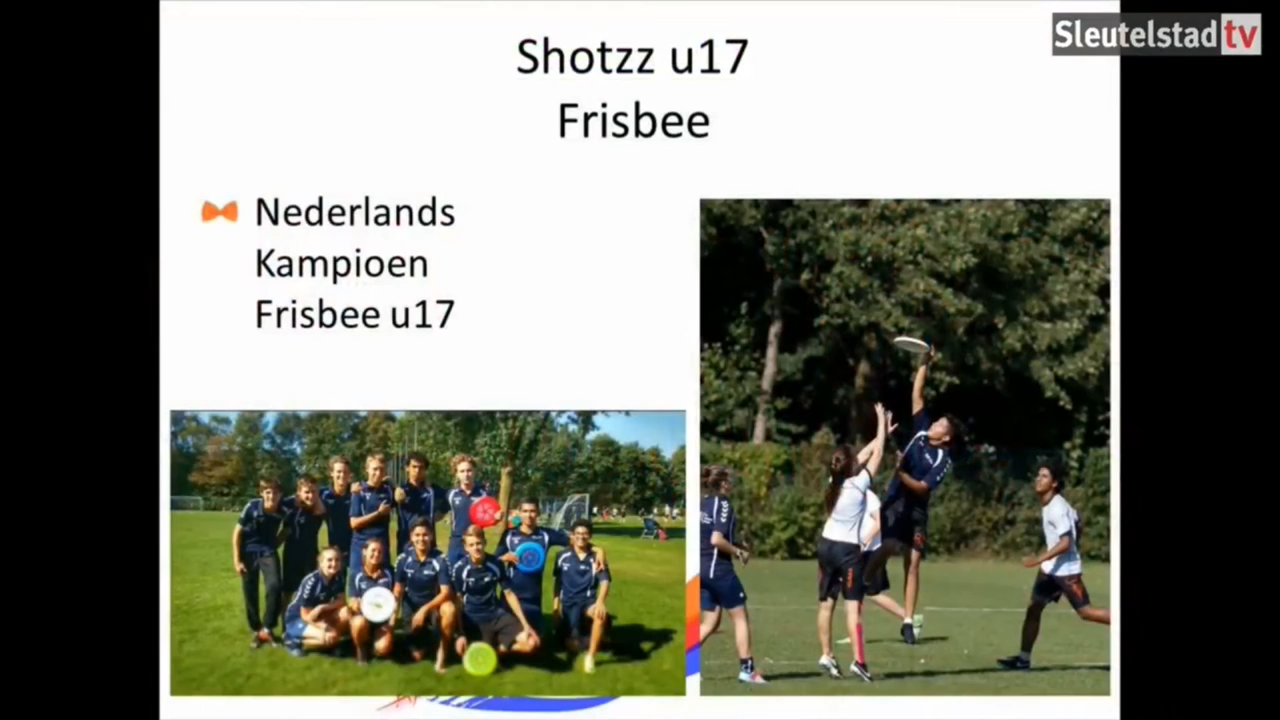 Sleutelstad tv
Shotzz u17
Frisbee
Nederlands
Kampioen
Frisbee u17